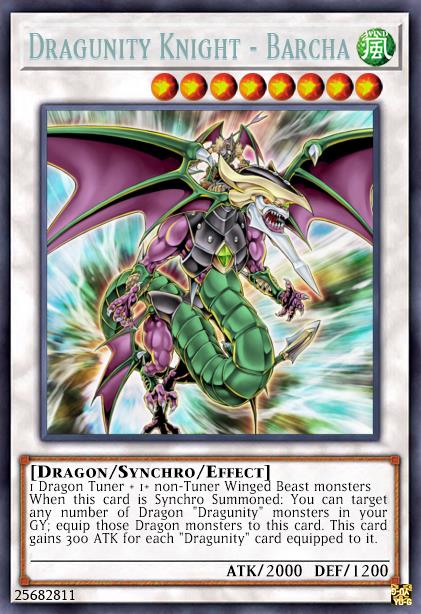 Dragunity Knight - Barcha
WIND
風
[Dragon/Synchro/Effect]
1 Dragon Tuner + 1+ non-Tuner Winged Beast monsters
When this card is Synchro Summoned: You can target
any number of Dragon "Dragunity" monsters in your
GY; equip those Dragon monsters to this card. This card
gains 300 ATK for each "Dragunity" card equipped to it.
ATK/2000 DEF/1200
25682811